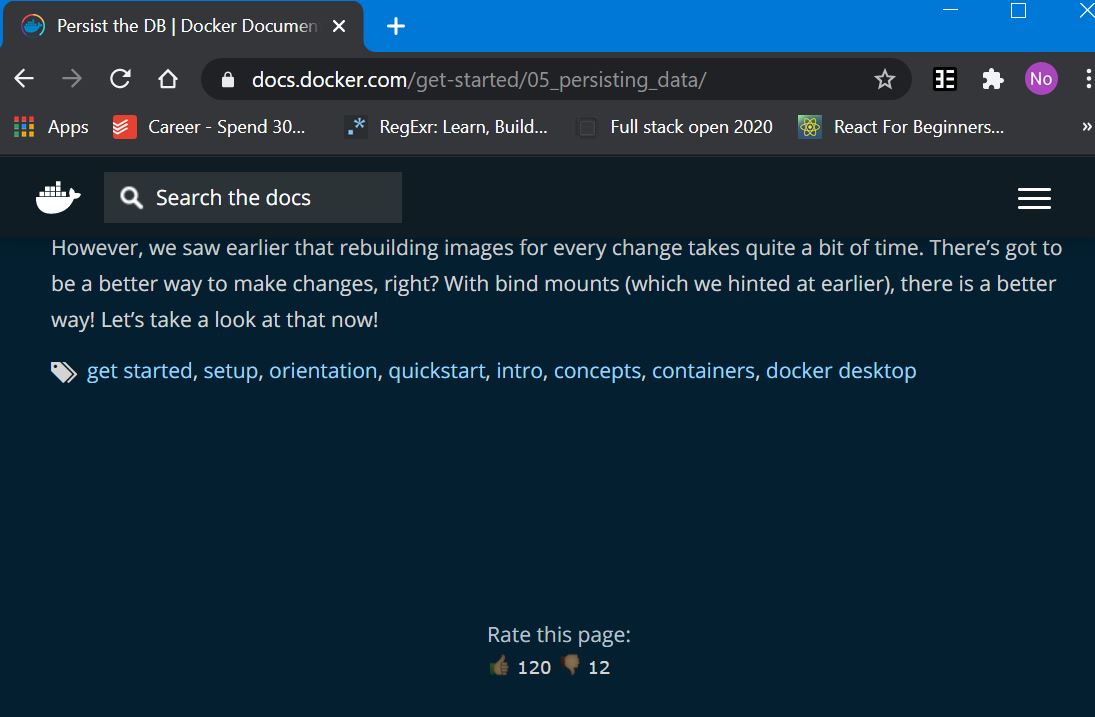 Persist the DB | Docker Documen
docs.docker.com/get-started/05_persisting_data/
No
Apps
Career - Spend 30...
RegExr: Learn, Build...
Full stack open 2020
React For Beginners...
»
Search the docs
However, we saw earlier that rebuilding images for every change takes quite a bit of time. There’s got to
be a better way to make changes, right? With bind mounts (which we hinted at earlier), there is a better
way! Let’s take a look at that now!
get started, setup, orientation, quickstart, intro, concepts, containers, docker desktop
Rate this page:
120 12